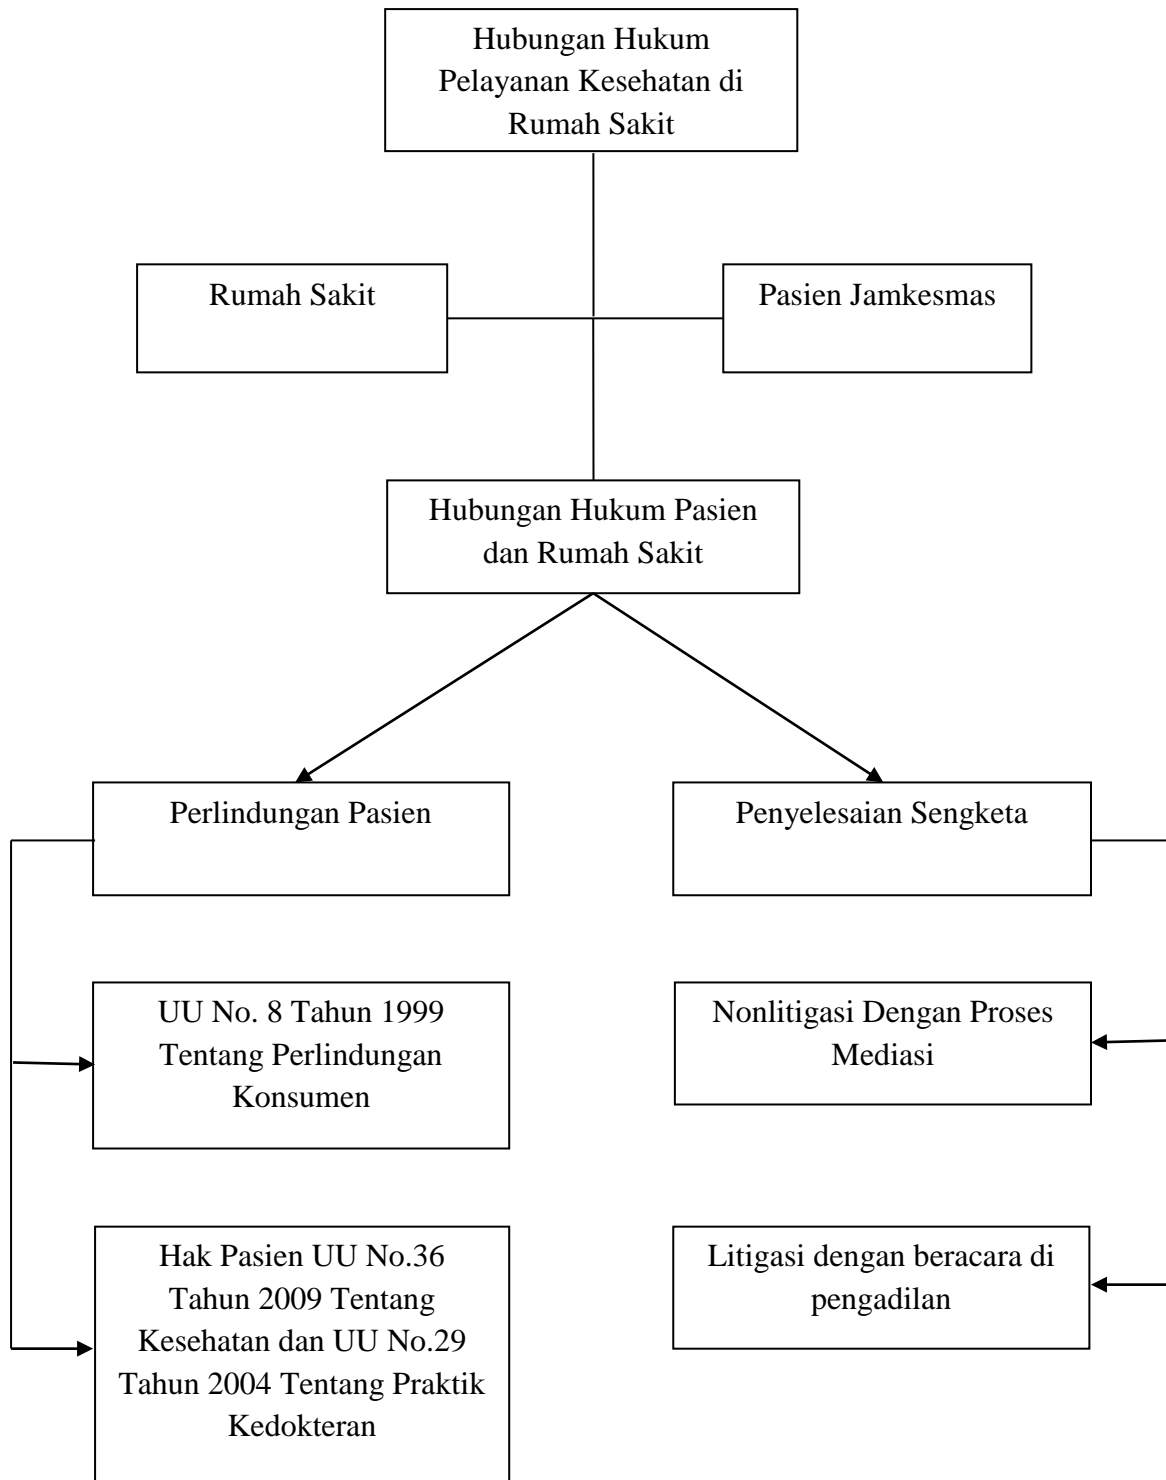 Hubungan Hukum
Pelayanan Kesehatan di
Rumah Sakit
Rumah Sakit
Pasien Jamkesmas
Hubungan Hukum Pasien
dan Rumah Sakit
Perlindungan Pasien
Penyelesaian Sengketa
UU No. 8 Tahun 1999
Tentang Perlindungan
Konsumen
Nonlitigasi Dengan Proses
Mediasi
Hak Pasien UU No.36
Tahun 2009 Tentang
Kesehatan dan UU No.29
Tahun 2004 Tentang Praktik
Kedokteran
Litigasi dengan beracara di
pengadilan